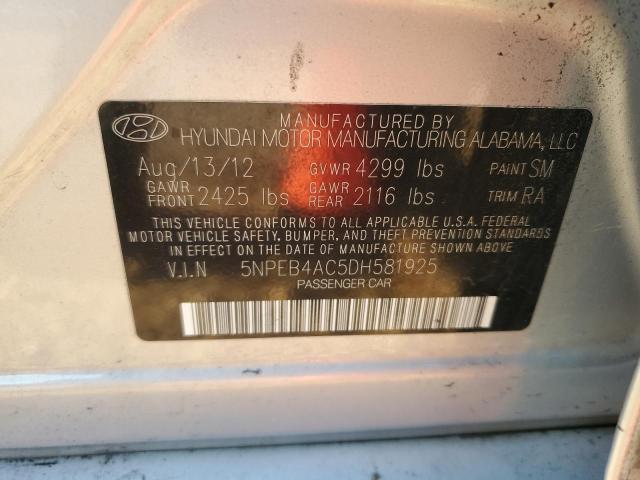 MANUFACTURED BY
HYUNDAI MOTOR MANUFACTURING ALABAMA, LLC
Aug/13/12 GVWR 4299 lbs PAINT SM
GAWR FRONT 2425 lbs GAWR REAR 2116 lbs TRIM RA
THIS VEHICLE CONFORMS TO ALL APPLICABLE U.S.A. FEDERAL
MOTOR VEHICLE SAFETY, BUMPER, AND THEFT PREVENTION STANDARDS
IN EFFECT ON THE DATE OF MANUFACTURE SHOWN ABOVE.
V.I.N 5NPEB4AC5DH581925
PASSENGER CAR